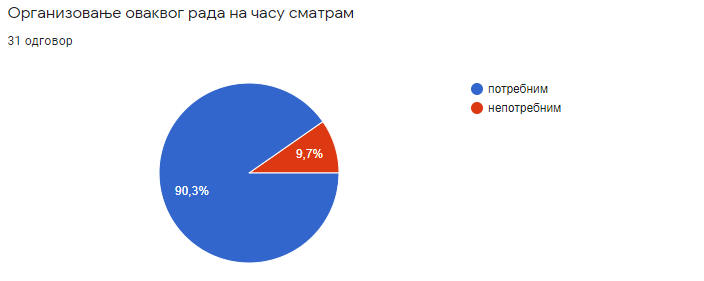 Организовање оваквог рада на часу сматрам
31 одговор
потребним
непотребним
9,7%
90,3%